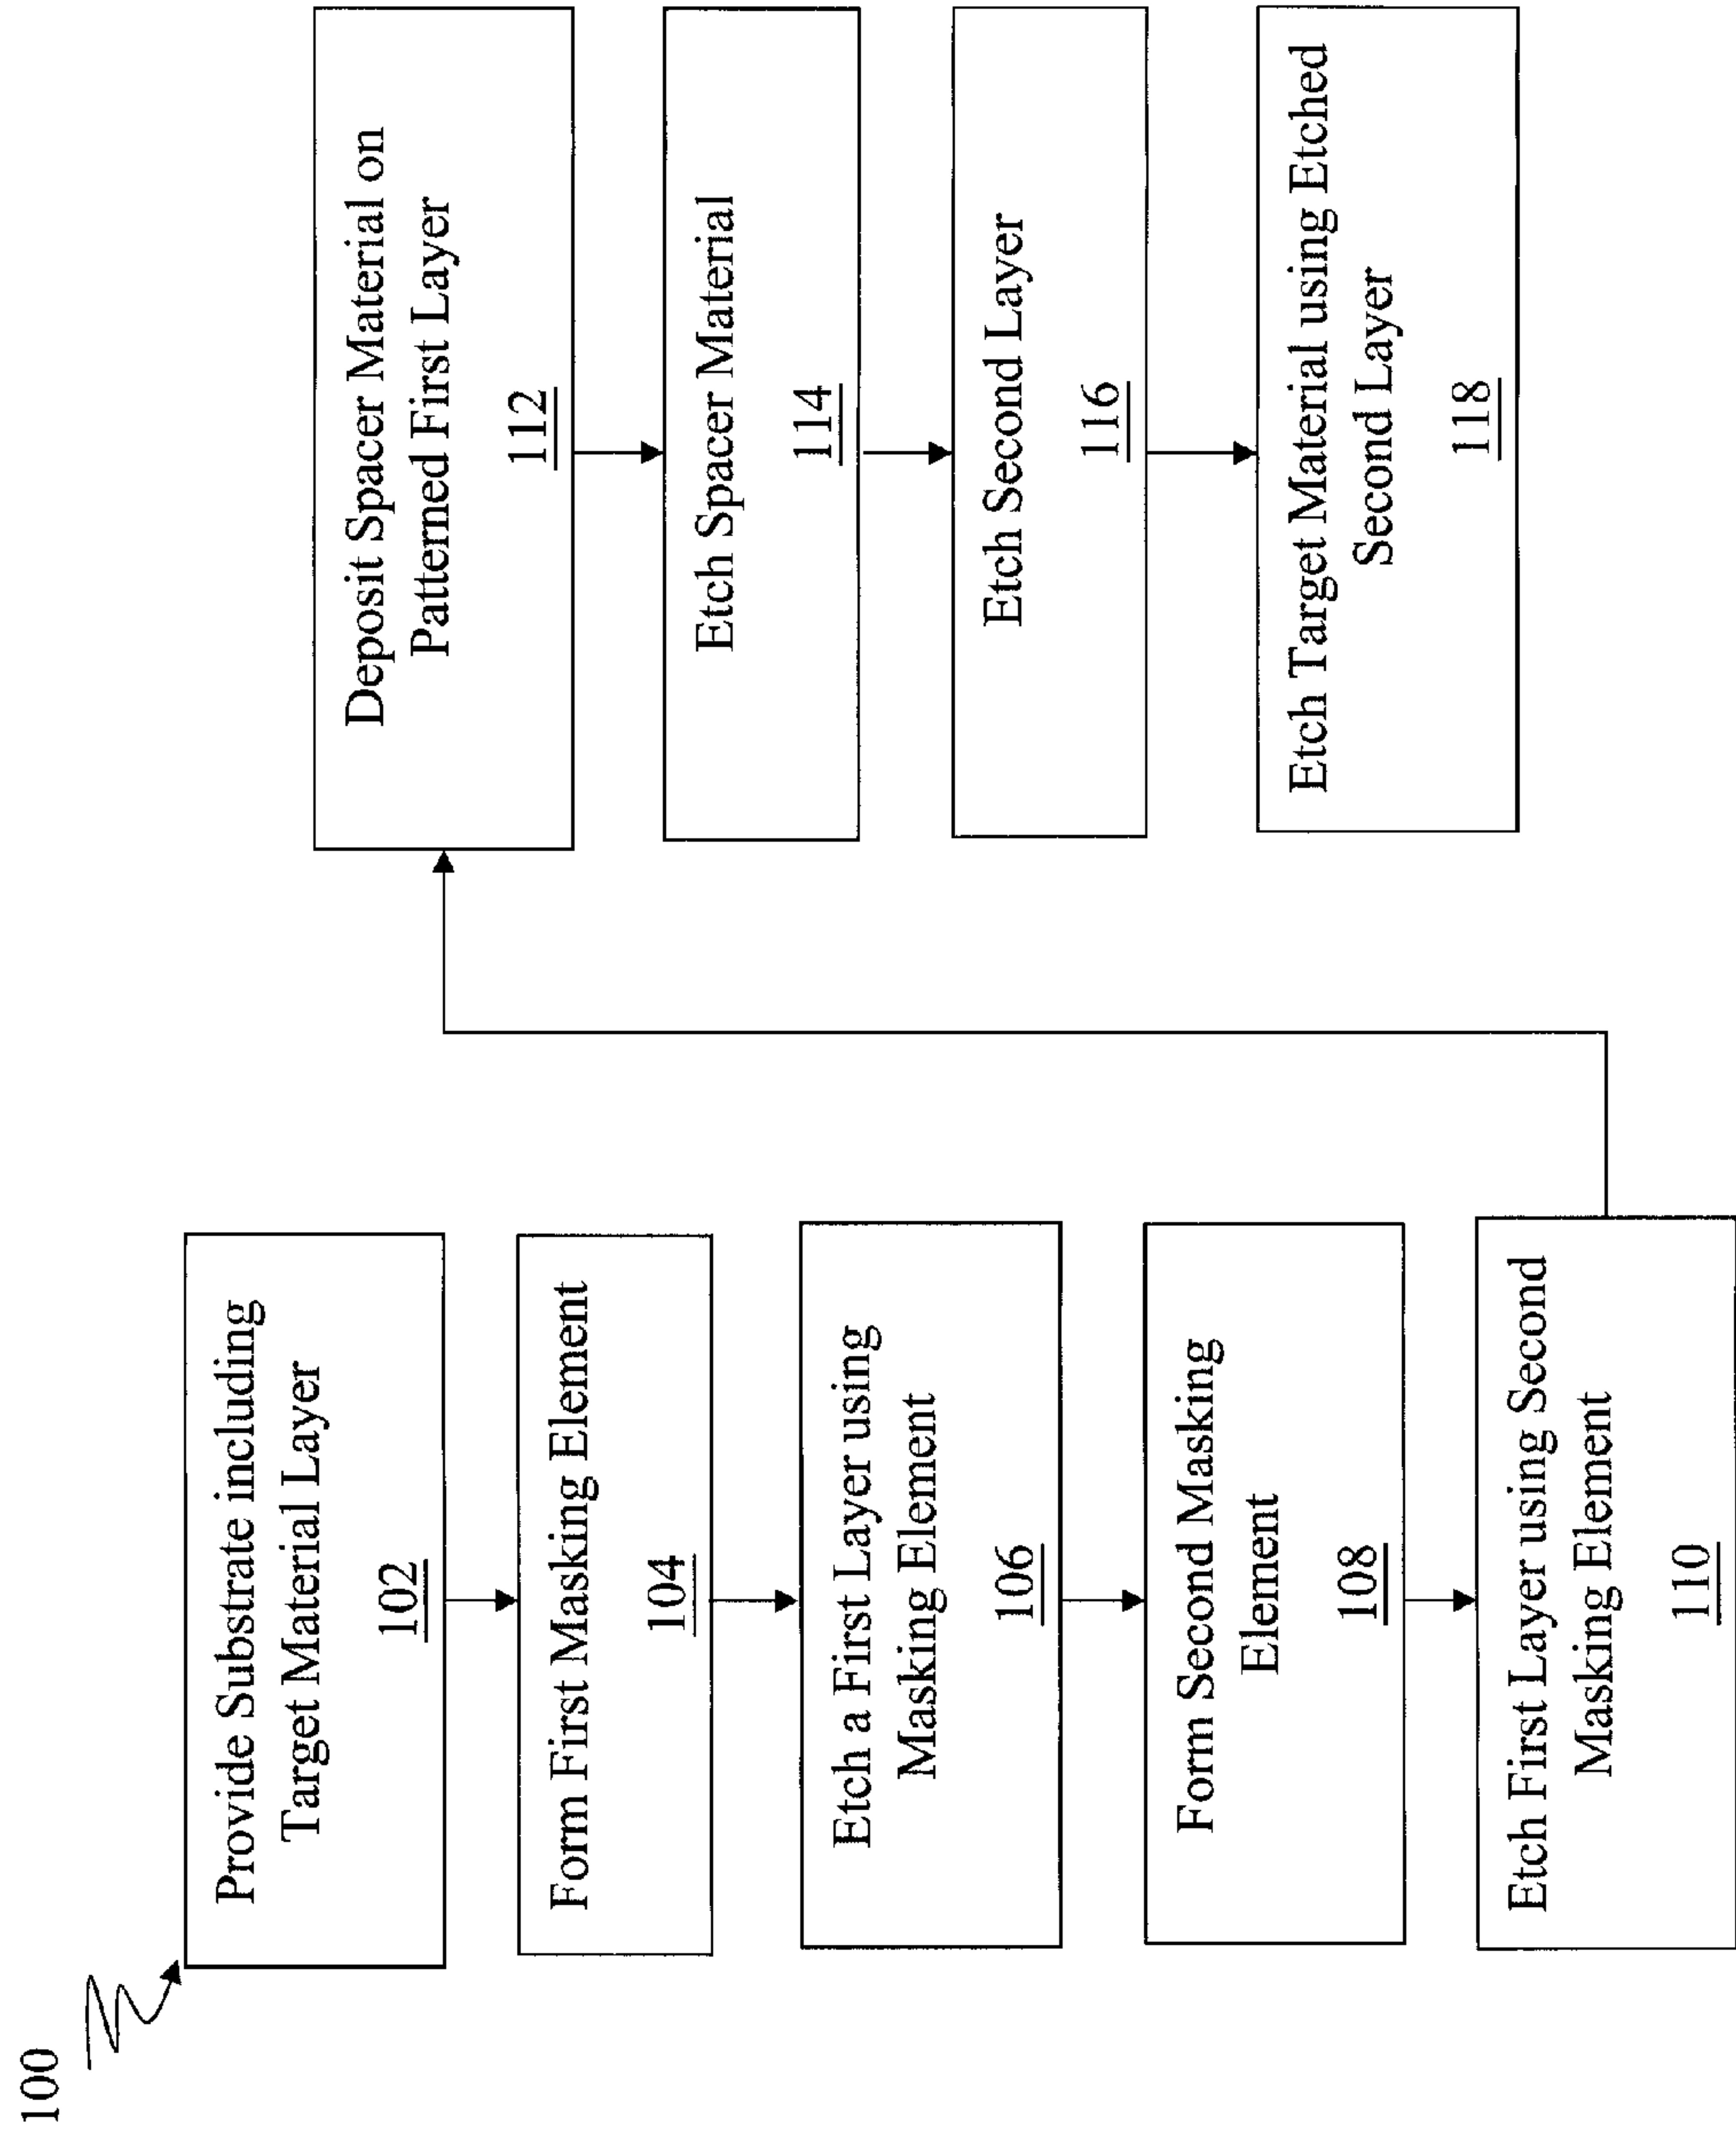 100
Provide Substrate including
Target Material Layer
102
Form First Masking Element
104
Etch a First Layer using
Masking Element
106
Form Second Masking
Element
108
Etch First Layer using Second
Masking Element
110
Deposit Spacer Material on
Patterned First Layer
112
Etch Spacer Material
114
Etch Second Layer
116
Etch Target Material using Etched
Second Layer
118